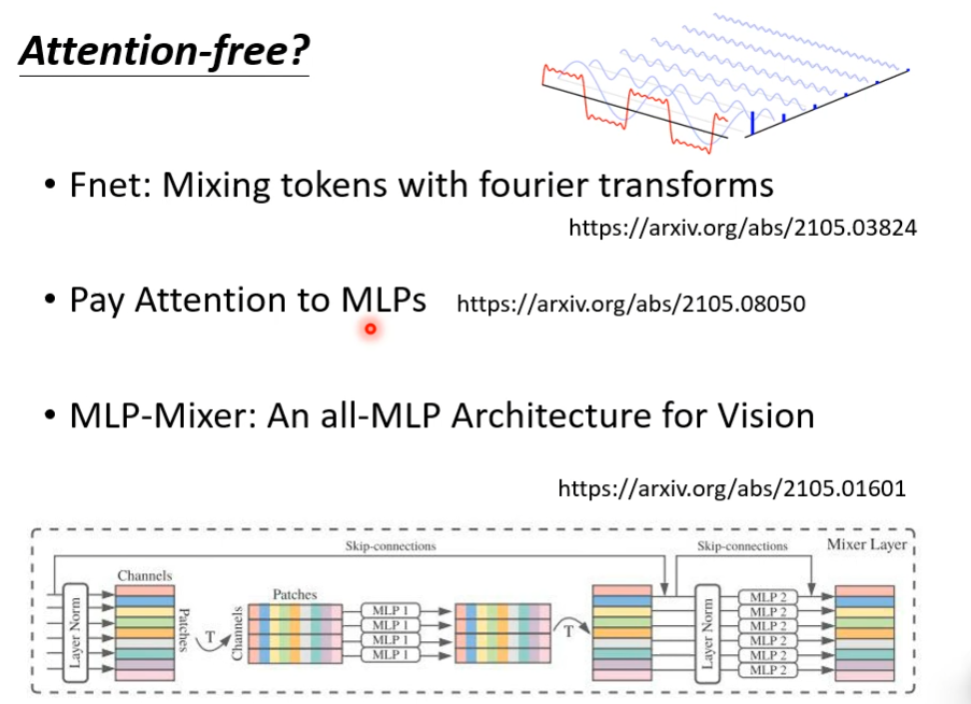 Attention-free?
• Fnet: Mixing tokens with fourier transforms
https://arxiv.org/abs/2105.03824
• Pay Attention to MLPs https://arxiv.org/abs/2105.08050
• MLP-Mixer: An all-MLP Architecture for Vision
https://arxiv.org/abs/2105.01601
Skip-connections
Skip-connections
Mixer Layer
Layer Norm
Channels
Patches
T
Channels
Patches
MLP 1
MLP 1
MLP 1
MLP 1
T
Layer Norm
MLP 2
MLP 2
MLP 2
MLP 2
MLP 2
MLP 2